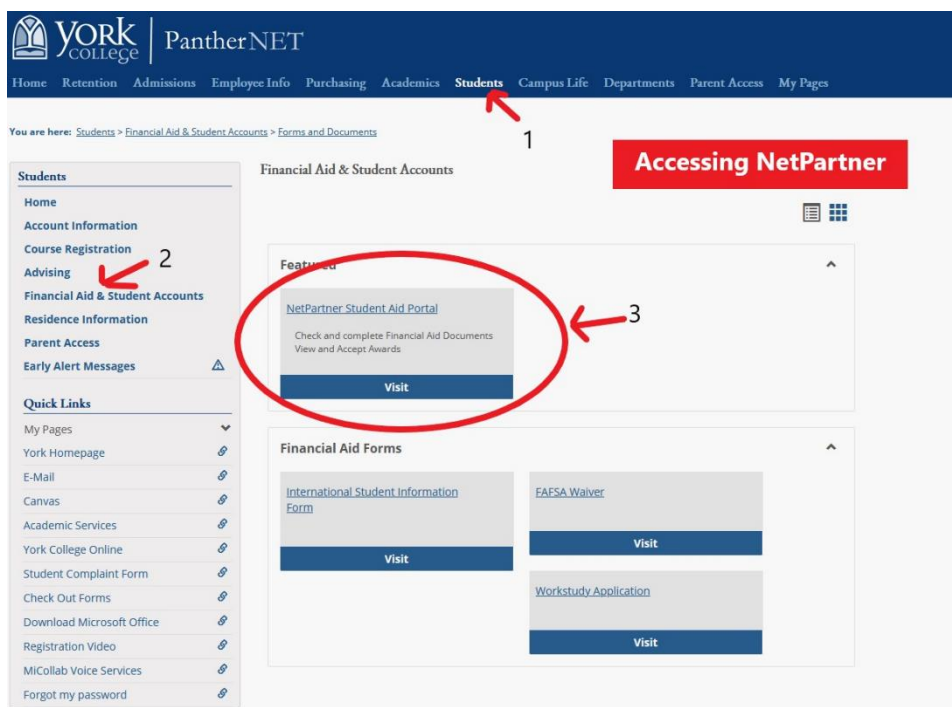 YORK COLLEGE | PantherNET
Home Retention Admissions Employee Info Purchasing Academics Students Campus Life Departments Parent Access My Pages
1
You are here: Students > Financial Aid & Student Accounts > Forms and Documents
Accessing NetPartner
Students
Home
Account Information
Course Registration
2
Advising
Financial Aid & Student Accounts
Residence Information
Parent Access
Early Alert Messages
Quick Links
My Pages
York Homepage
E-Mail
Canvas
Academic Services
York College Online
Student Complaint Form
Check Out Forms
Download Microsoft Office
Registration Video
MiCollab Voice Services
Forgot my password
Financial Aid & Student Accounts
Featured
NetPartner Student Aid Portal
3
Check and complete Financial Aid Documents
View and Accept Awards
Visit
Financial Aid Forms
International Student Information
Form
Visit
FAFSA Waiver
Visit
Workstudy Application
Visit